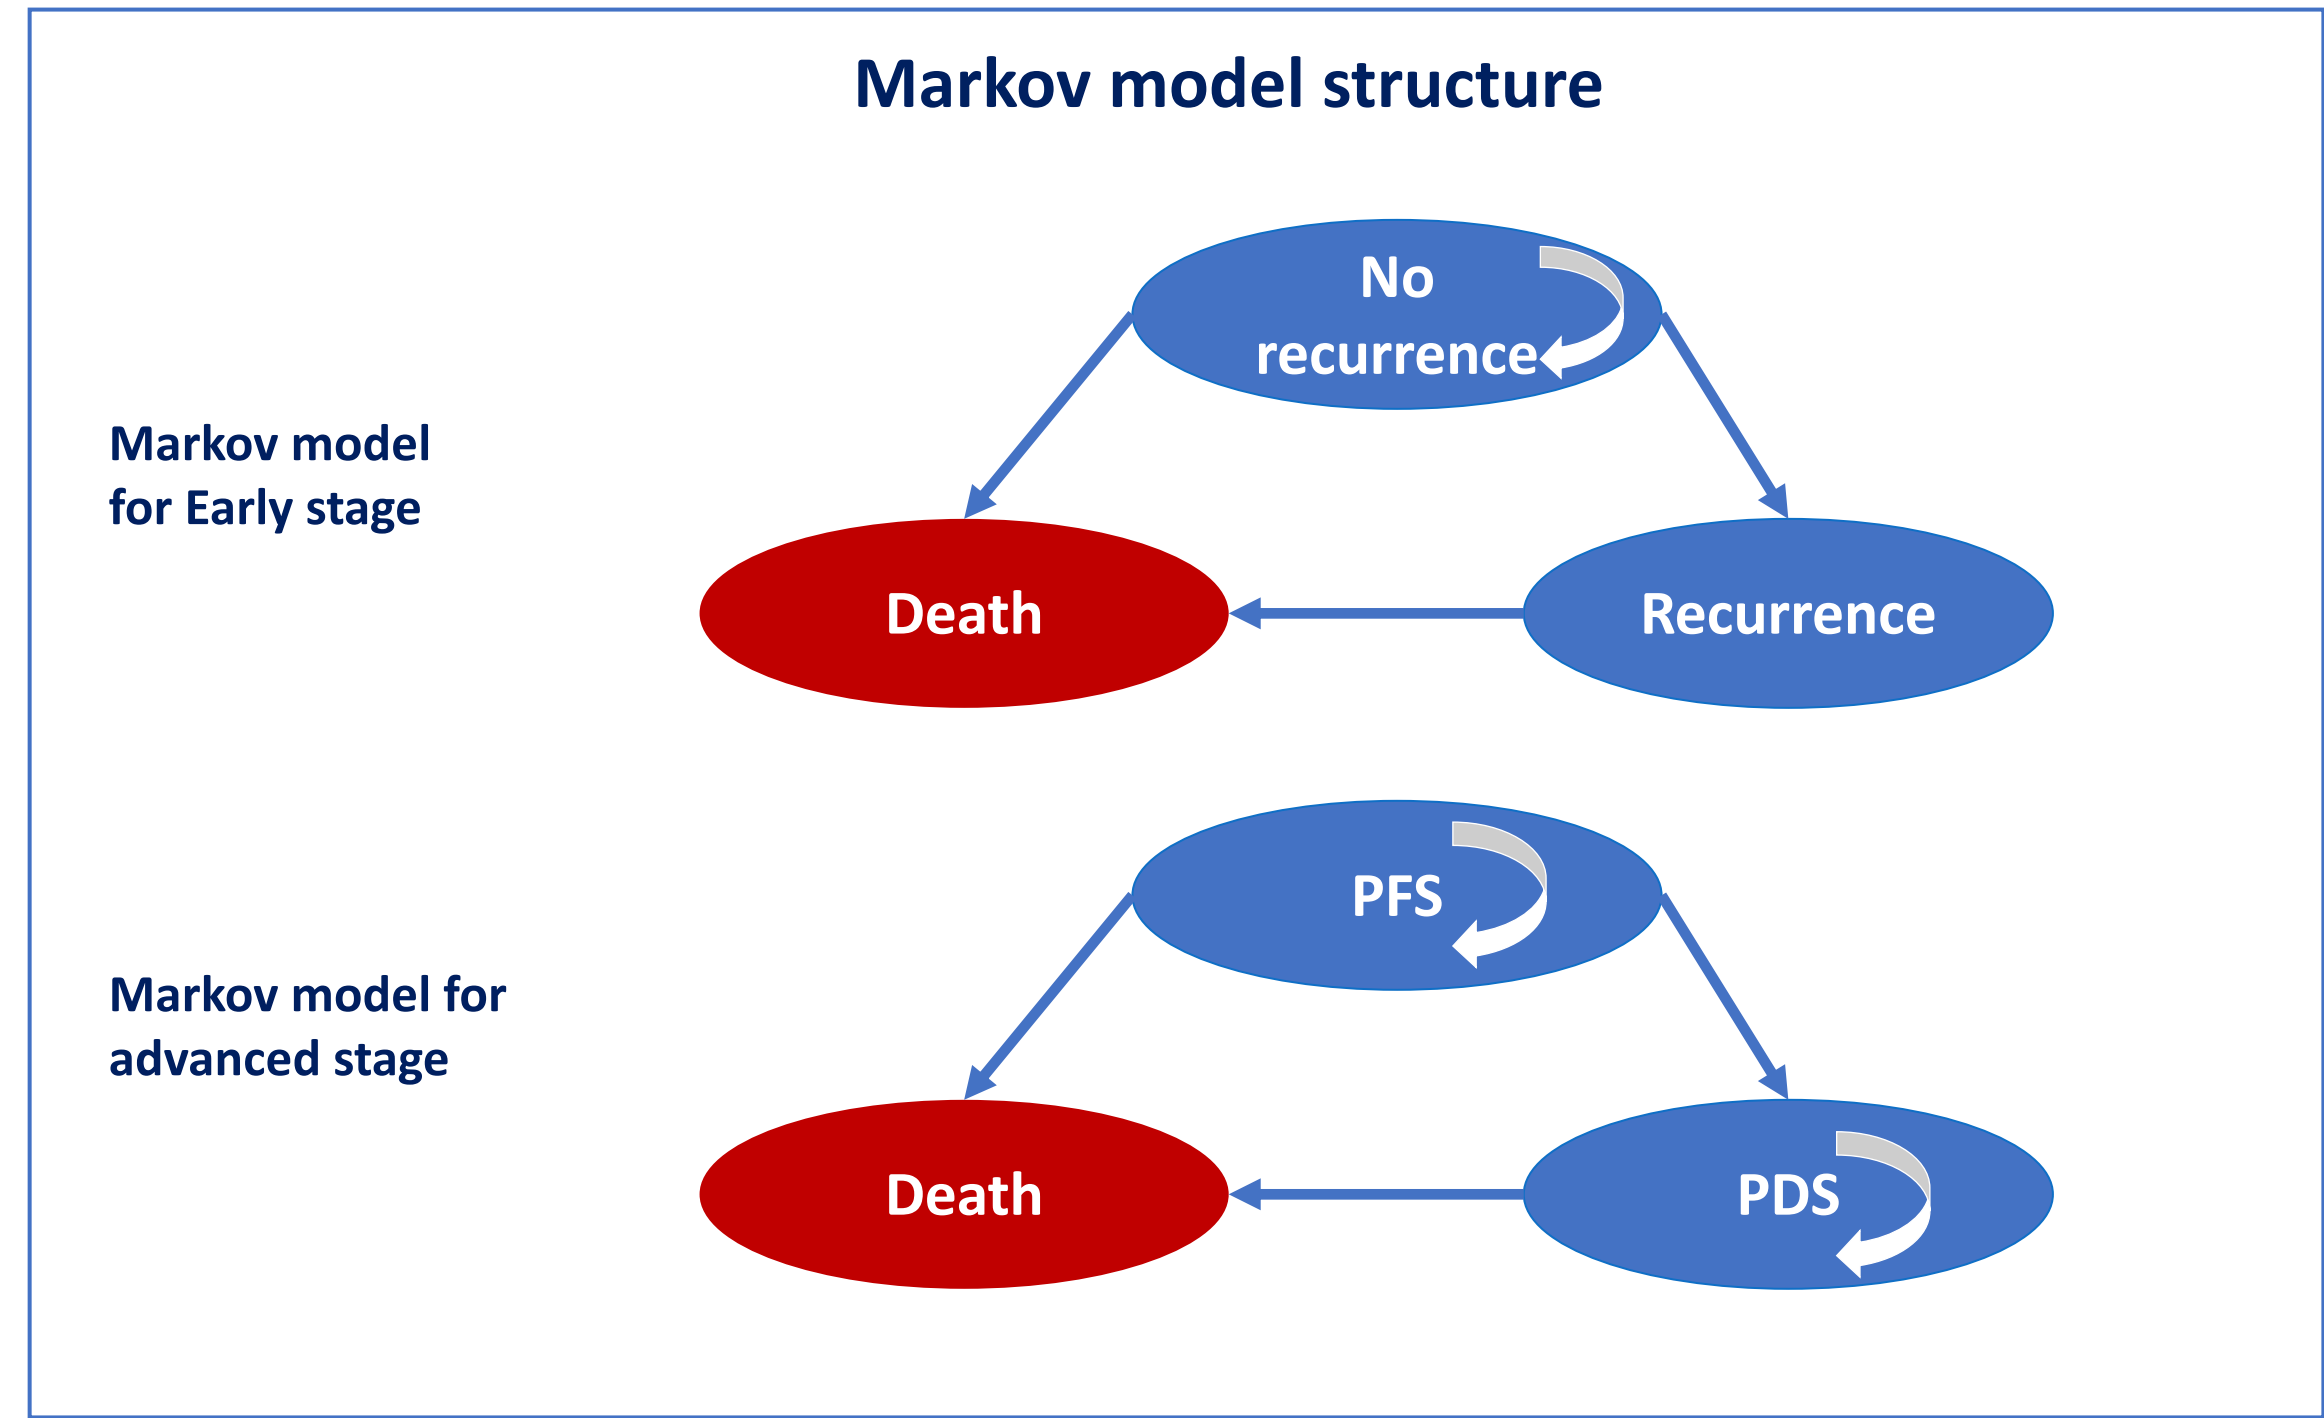 Markov model structure
No
recurrence
Markov model
for Early stage
Death
Recurrence
PFS
Markov model for
advanced stage
Death
PDS